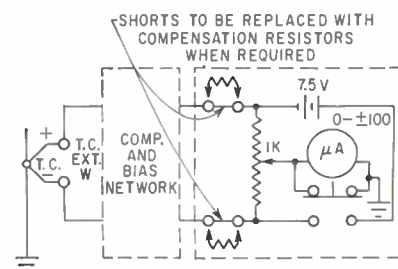 SHORTS TO BE REPLACED WITH
COMPENSATION RESISTORS
WHEN REQUIRED
7.5 V
0-±100
+
T.C.
−
T.C.
EXT.
W
COMP.
AND
BIAS
NETWORK
1K
μA